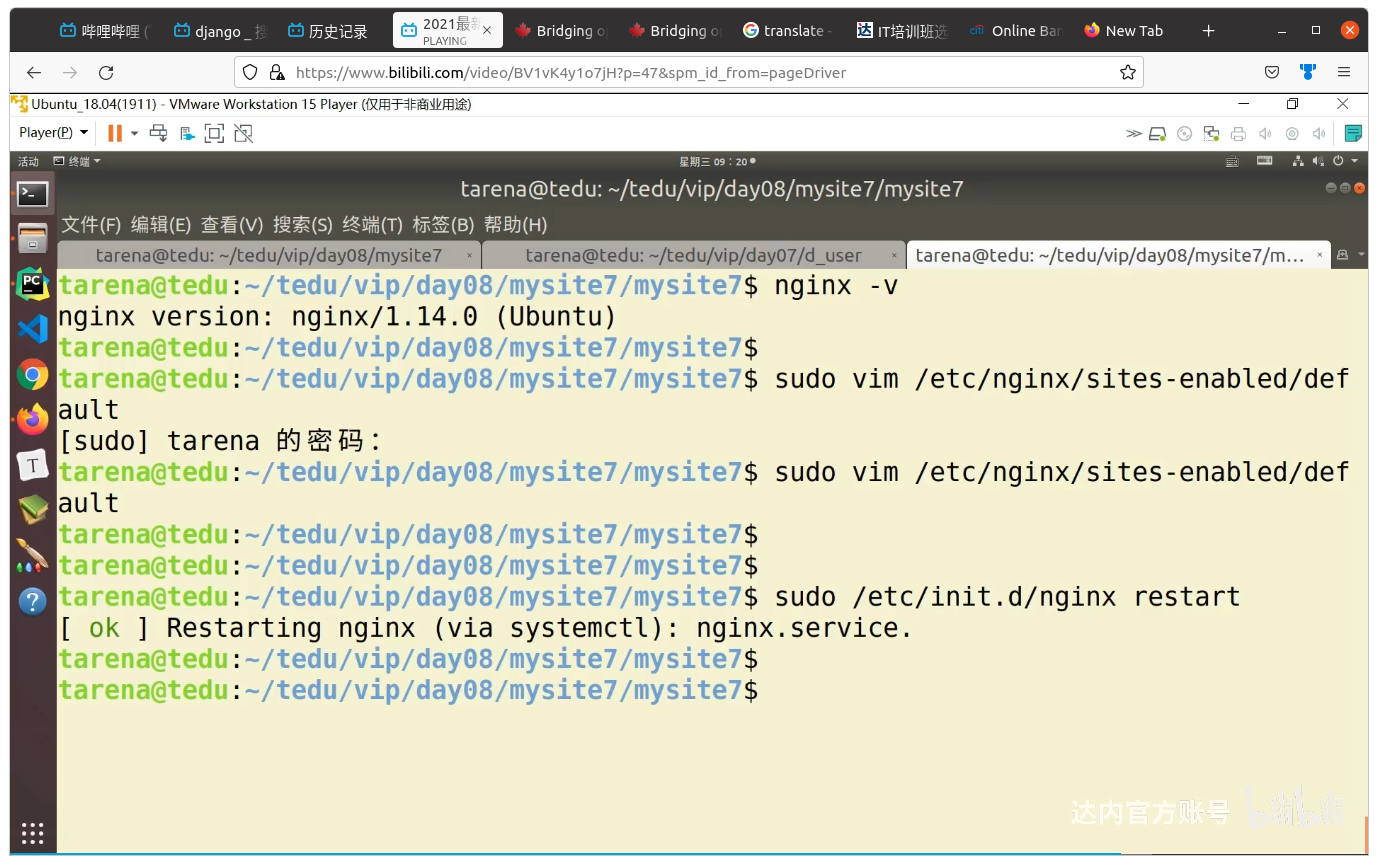 哔哩哔哩 (
django _ 搜
历史记录
2021最新
PLAYING
Bridging o
Bridging o
translate -
IT培训班选
citi
Online Ban
New Tab
https://www.bilibili.com/video/BV1vK4y1o7jH?p=47&spm_id_from=pageDriver
Ubuntu_18.04(1911) - VMware Workstation 15 Player (仅用于非商业用途)
Player(P)
活动
终端
星期三 09：20
tarena@tedu: ~/tedu/vip/day08/mysite7/mysite7
文件(F) 编辑(E) 查看(V) 搜索(S) 终端(T) 标签(B) 帮助(H)
tarena@tedu: ~/tedu/vip/day08/mysite7
tarena@tedu: ~/tedu/vip/day07/d_user
tarena@tedu: ~/tedu/vip/day08/mysite7/m...
tarena@tedu:~/tedu/vip/day08/mysite7/mysite7$ nginx -v
nginx version: nginx/1.14.0 (Ubuntu)
tarena@tedu:~/tedu/vip/day08/mysite7/mysite7$
tarena@tedu:~/tedu/vip/day08/mysite7/mysite7$ sudo vim /etc/nginx/sites-enabled/def
ault
[sudo] tarena 的密码：
tarena@tedu:~/tedu/vip/day08/mysite7/mysite7$ sudo vim /etc/nginx/sites-enabled/def
ault
tarena@tedu:~/tedu/vip/day08/mysite7/mysite7$
tarena@tedu:~/tedu/vip/day08/mysite7/mysite7$
tarena@tedu:~/tedu/vip/day08/mysite7/mysite7$ sudo /etc/init.d/nginx restart
[ ok ] Restarting nginx (via systemctl): nginx.service.
tarena@tedu:~/tedu/vip/day08/mysite7/mysite7$
tarena@tedu:~/tedu/vip/day08/mysite7/mysite7$
PC
T
达内官方账号 bilibili